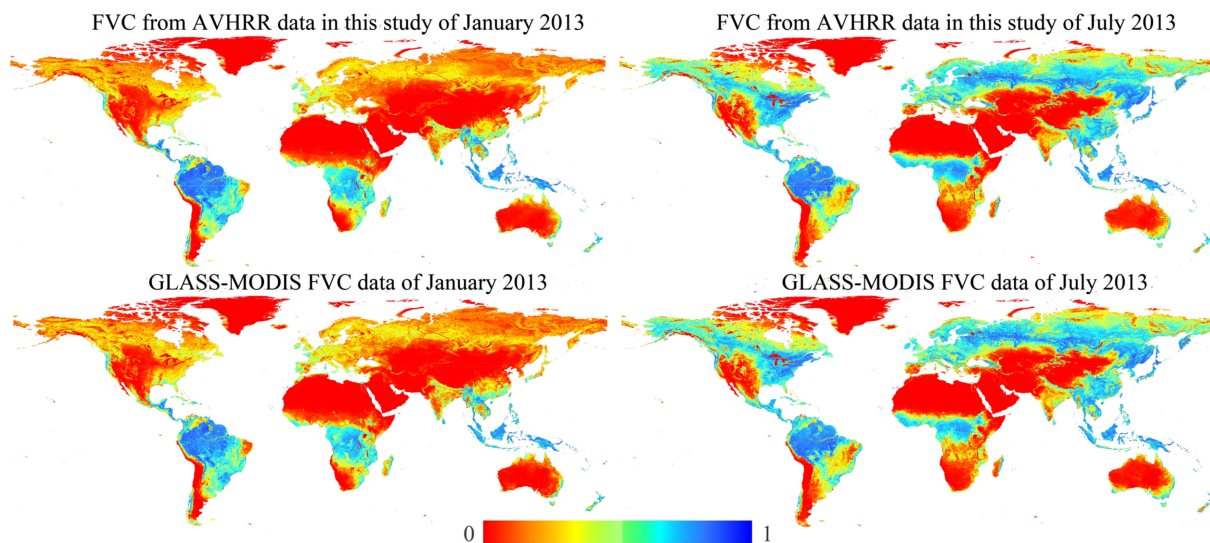 FVC from AVHRR data in this study of January 2013
FVC from AVHRR data in this study of July 2013
GLASS-MODIS FVC data of January 2013
GLASS-MODIS FVC data of July 2013
0 1